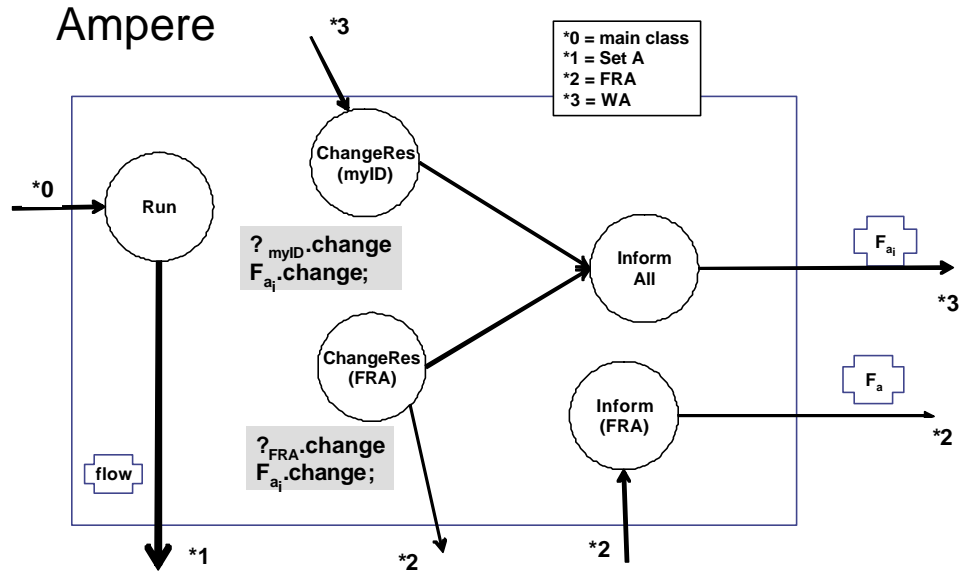 Ampere
*0 = main class
*1 = Set A
*2 = FRA
*3 = WA
*3
*0
Run
ChangeRes
(myID)
? myID.change
Fai.change;
Inform
All
Fai
*3
ChangeRes
(FRA)
?FRA.change
Fai.change;
Inform
(FRA)
Fa
*2
flow
*1
*2
*2